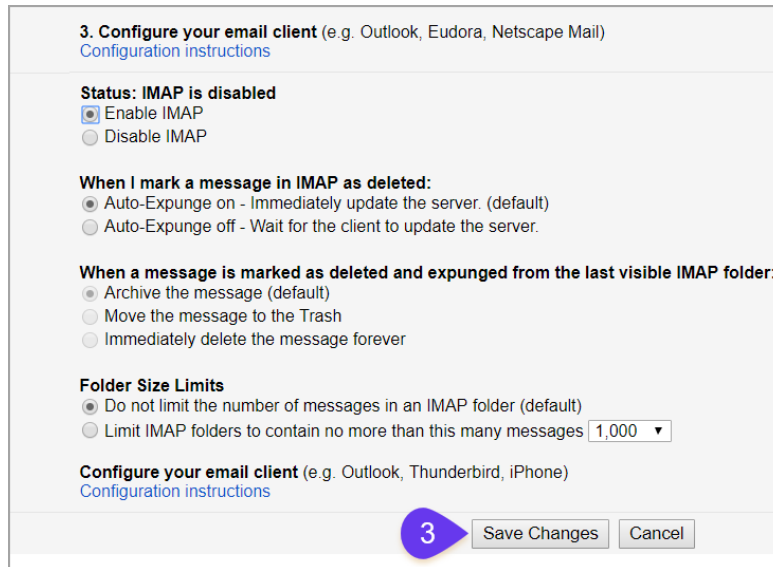 3. Configure your email client (e.g. Outlook, Eudora, Netscape Mail)
Configuration instructions
Status: IMAP is disabled
Enable IMAP
Disable IMAP
When I mark a message in IMAP as deleted:
Auto-Expunge on - Immediately update the server. (default)
Auto-Expunge off - Wait for the client to update the server.
When a message is marked as deleted and expunged from the last visible IMAP folder:
Archive the message (default)
Move the message to the Trash
Immediately delete the message forever
Folder Size Limits
Do not limit the number of messages in an IMAP folder (default)
Limit IMAP folders to contain no more than this many messages 1,000
Configure your email client (e.g. Outlook, Thunderbird, iPhone)
Configuration instructions
3 Save Changes Cancel